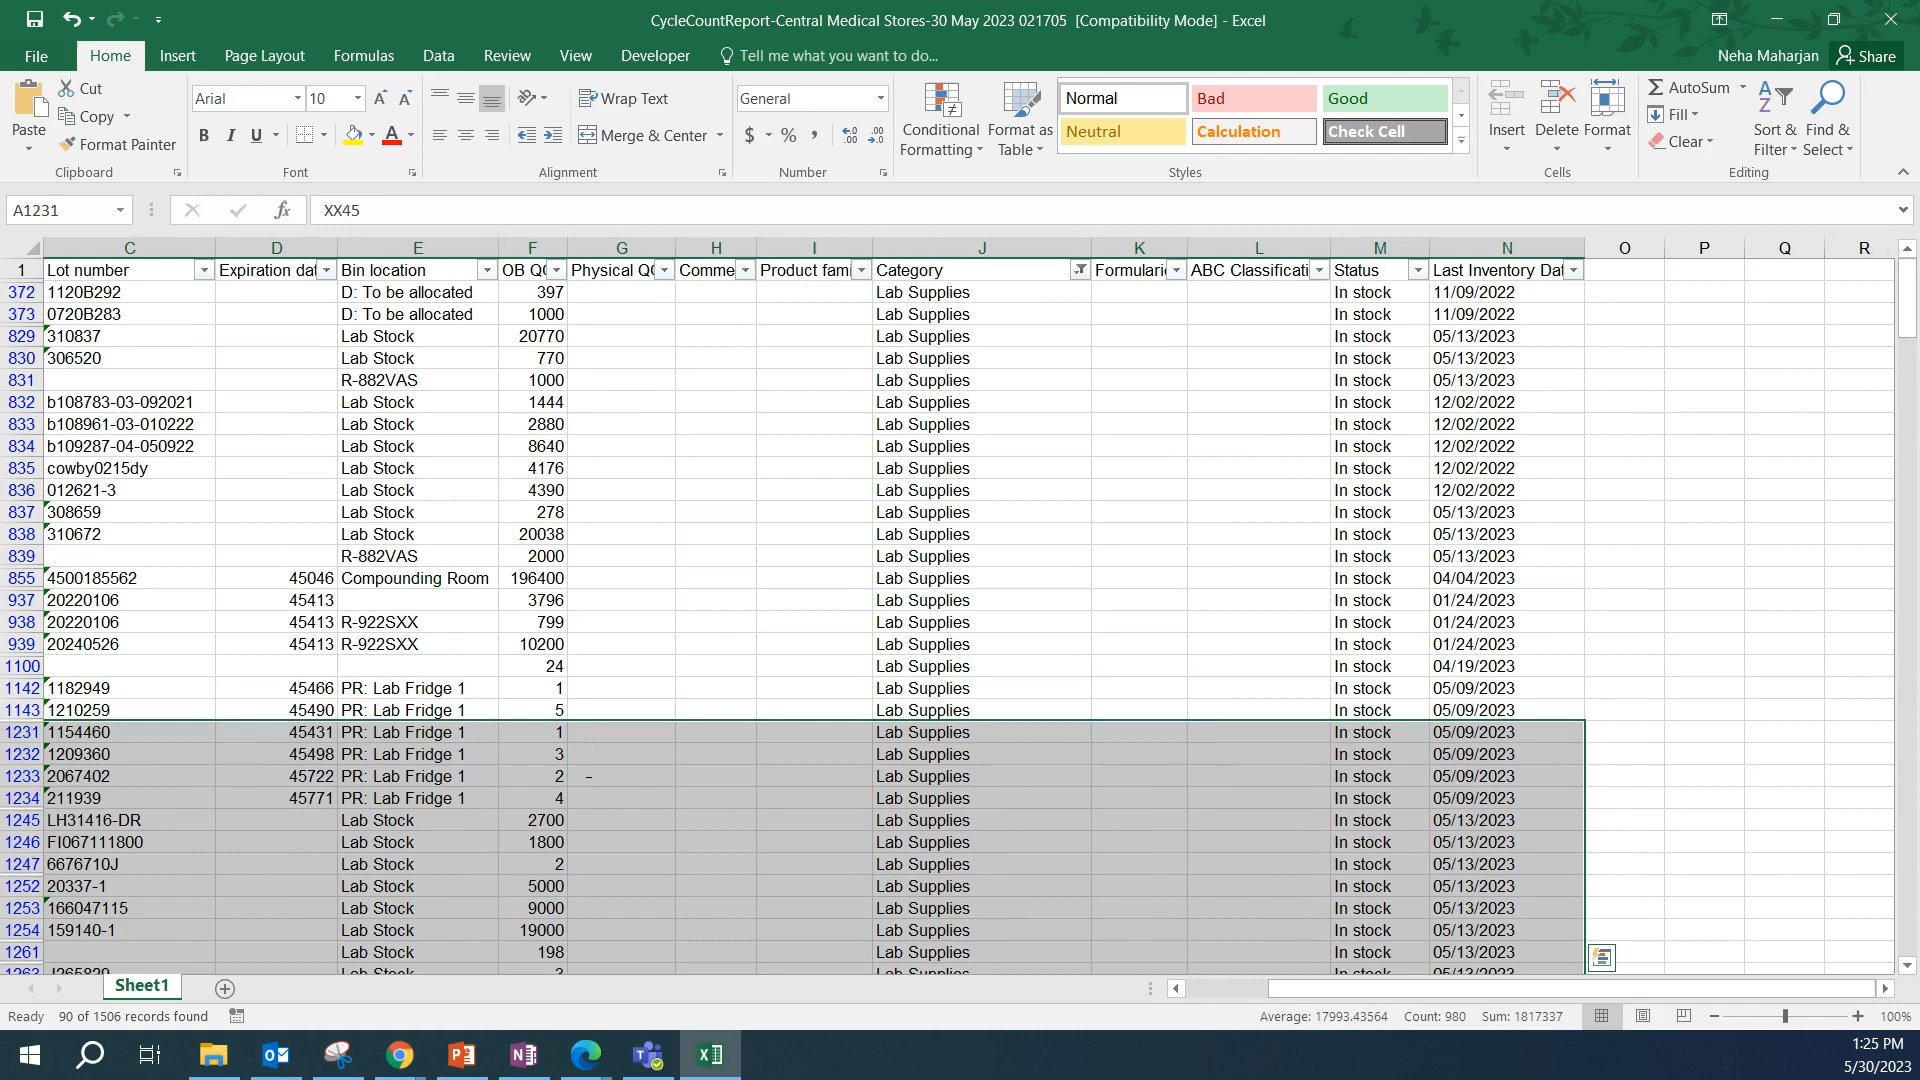 CycleCountReport-Central Medical Stores-30 May 2023 021705 [Compatibility Mode] - Excel
File Home Insert Page Layout Formulas Data Review View Developer Tell me what you want to do... Neha Maharjan Share
Paste Cut Copy Format Painter Clipboard
Arial 10 B I U A Font
Wrap Text Merge & Center Alignment
General $ % , Number
Conditional Formatting Format as Table
Normal Bad Good
Neutral Calculation Check Cell
Styles
Insert Delete Format Cells
AutoSum Fill Clear Sort & Filter Find & Select Editing
A1231 fx XX45
C D E F G H I J K L M N O P Q R
1 Lot number Expiration dat Bin location OB Q Physical Q Comme Product fami Category Formulari ABC Classificati Status Last Inventory Dat
372 1120B292 D: To be allocated 397 Lab Supplies In stock 11/09/2022
373 0720B283 D: To be allocated 1000 Lab Supplies In stock 11/09/2022
829 310837 Lab Stock 20770 Lab Supplies In stock 05/13/2023
830 306520 Lab Stock 770 Lab Supplies In stock 05/13/2023
831 R-882VAS 1000 Lab Supplies In stock 05/13/2023
832 b108783-03-092021 Lab Stock 1444 Lab Supplies In stock 12/02/2022
833 b108961-03-010222 Lab Stock 2880 Lab Supplies In stock 12/02/2022
834 b109287-04-050922 Lab Stock 8640 Lab Supplies In stock 12/02/2022
835 cowby0215dy Lab Stock 4176 Lab Supplies In stock 12/02/2022
836 012621-3 Lab Stock 4390 Lab Supplies In stock 12/02/2022
837 308659 Lab Stock 278 Lab Supplies In stock 05/13/2023
838 310672 Lab Stock 20038 Lab Supplies In stock 05/13/2023
839 R-882VAS 2000 Lab Supplies In stock 05/13/2023
855 4500185562 45046 Compounding Room 196400 Lab Supplies In stock 04/04/2023
937 20220106 45413 3796 Lab Supplies In stock 01/24/2023
938 20220106 45413 R-922SXX 799 Lab Supplies In stock 01/24/2023
939 20240526 45413 R-922SXX 10200 Lab Supplies In stock 01/24/2023
1100 24 Lab Supplies In stock 04/19/2023
1142 1182949 45466 PR: Lab Fridge 1 1 Lab Supplies In stock 05/09/2023
1143 1210259 45490 PR: Lab Fridge 1 5 Lab Supplies In stock 05/09/2023
1231 1154460 45431 PR: Lab Fridge 1 1 Lab Supplies In stock 05/09/2023
1232 1209360 45498 PR: Lab Fridge 1 3 Lab Supplies In stock 05/09/2023
1233 2067402 45722 PR: Lab Fridge 1 2 Lab Supplies In stock 05/09/2023
1234 211939 45771 PR: Lab Fridge 1 4 Lab Supplies In stock 05/09/2023
1245 LH31416-DR Lab Stock 2700 Lab Supplies In stock 05/13/2023
1246 FI067111800 Lab Stock 1800 Lab Supplies In stock 05/13/2023
1247 6676710J Lab Stock 2 Lab Supplies In stock 05/13/2023
1252 20337-1 Lab Stock 5000 Lab Supplies In stock 05/13/2023
1253 166047115 Lab Stock 9000 Lab Supplies In stock 05/13/2023
1254 159140-1 Lab Stock 19000 Lab Supplies In stock 05/13/2023
1261 Lab Stock 198 Lab Supplies In stock 05/13/2023
Lab Stock Lab Supplies In stock 05/13/2023
Sheet1
Ready 90 of 1506 records found Average: 17993.43564 Count: 980 Sum: 1817337 100%
1:25 PM
5/30/2023